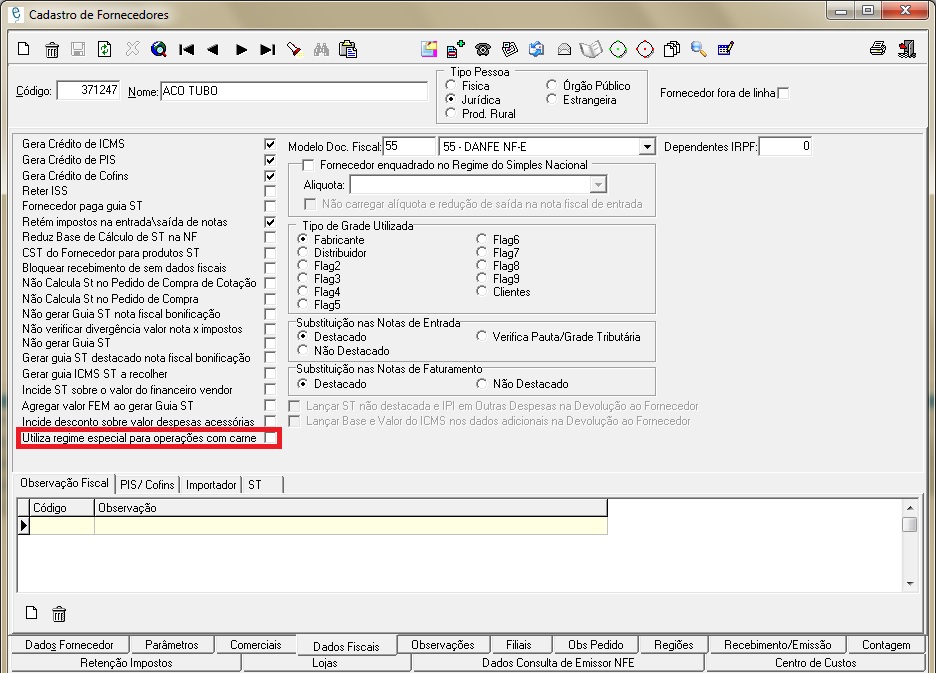 Cadastro de Fornecedores
Código: 371247 Nome: ACO TUBO
Tipo Pessoa
Fisica
Jurídica
Prod. Rural
Órgão Público
Estrangeira
Fornecedor fora de linha
Gera Crédito de ICMS
Gera Crédito de PIS
Gera Crédito de Cofins
Reter ISS
Fornecedor paga guia ST
Retém impostos na entrada\saída de notas
Reduz Base de Cálculo de ST na NF
CST do Fornecedor para produtos ST
Bloquear recebimento de sem dados fiscais
Não Calcula St no Pedido de Compra de Cotação
Não Calcula St no Pedido de Compra
Não gerar Guia ST nota fiscal bonificação
Não verificar divergência valor nota x impostos
Não gerar Guia ST
Gerar guia ST destacado nota fiscal bonificação
Gerar guia ICMS ST a recolher
Incide ST sobre o valor do financeiro vendor
Agregar valor FEM ao gerar Guia ST
Incide desconto sobre valor despesas acessórias
Utiliza regime especial para operações com carne
Modelo Doc. Fiscal: 55 55 - DANFE NF-E Dependentes IRPF: 0
Fornecedor enquadrado no Regime do Simples Nacional
Aliquota:
Não carregar alíquota e redução de saída na nota fiscal de entrada
Tipo de Grade Utilizada
Fabricante
Distribuidor
Flag2
Flag3
Flag4
Flag5
Flag6
Flag7
Flag8
Flag9
Clientes
Substituição nas Notas de Entrada
Destacado
Não Destacado
Verifica Pauta/Grade Tributária
Substituição nas Notas de Faturamento
Destacado Não Destacado
Lançar ST não destacada e IPI em Outras Despesas na Devolução ao Fornecedor
Lançar Base e Valor do ICMS nos dados adicionais na Devolução ao Fornecedor
Observação Fiscal PIS/ Cofins Importador ST
Código Observação
Dados Fornecedor Parâmetros Comerciais Dados Fiscais Observações Filiais Obs Pedido Regiões Recebimento/Emissão Contagem
Retenção Impostos Lojas Dados Consulta de Emissor NFE Centro de Custos